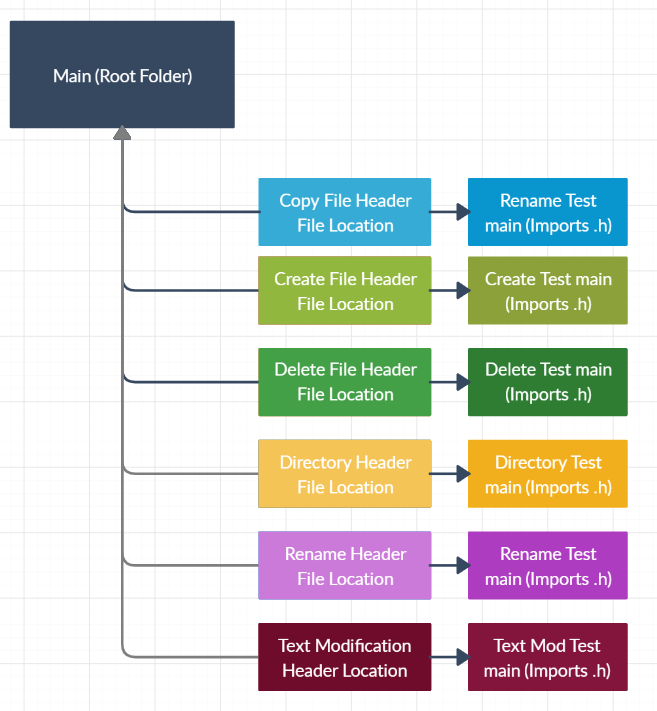 Main (Root Folder)
Copy File Header
File Location
Rename Test
main (Imports .h)
Create File Header
File Location
Create Test main
(Imports .h)
Delete File Header
File Location
Delete Test main
(Imports .h)
Directory Header
File Location
Directory Test
main (Imports .h)
Rename Header
File Location
Rename Test
main (Imports .h)
Text Modification
Header Location
Text Mod Test
main (Imports .h)